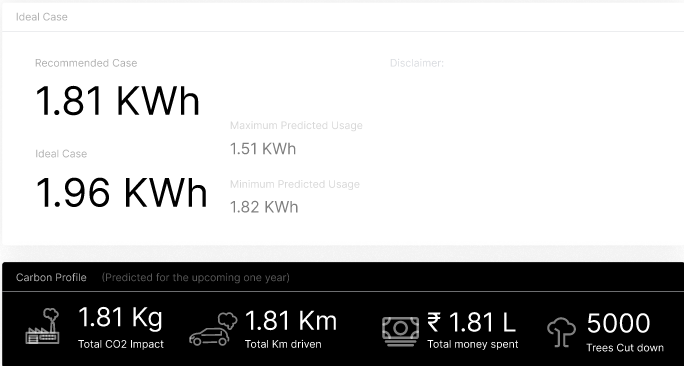 Ideal Case
Recommended Case
1.81 KWh
Ideal Case
1.96 KWh
Maximum Predicted Usage
1.51 KWh
Minimum Predicted Usage
1.82 KWh
Disclaimer:
Carbon Profile (Predicted for the upcoming one year)
1.81 Kg
Total CO2 Impact
1.81 Km
Total Km driven
₹ 1.81 L
Total money spent
5000
Trees Cut down